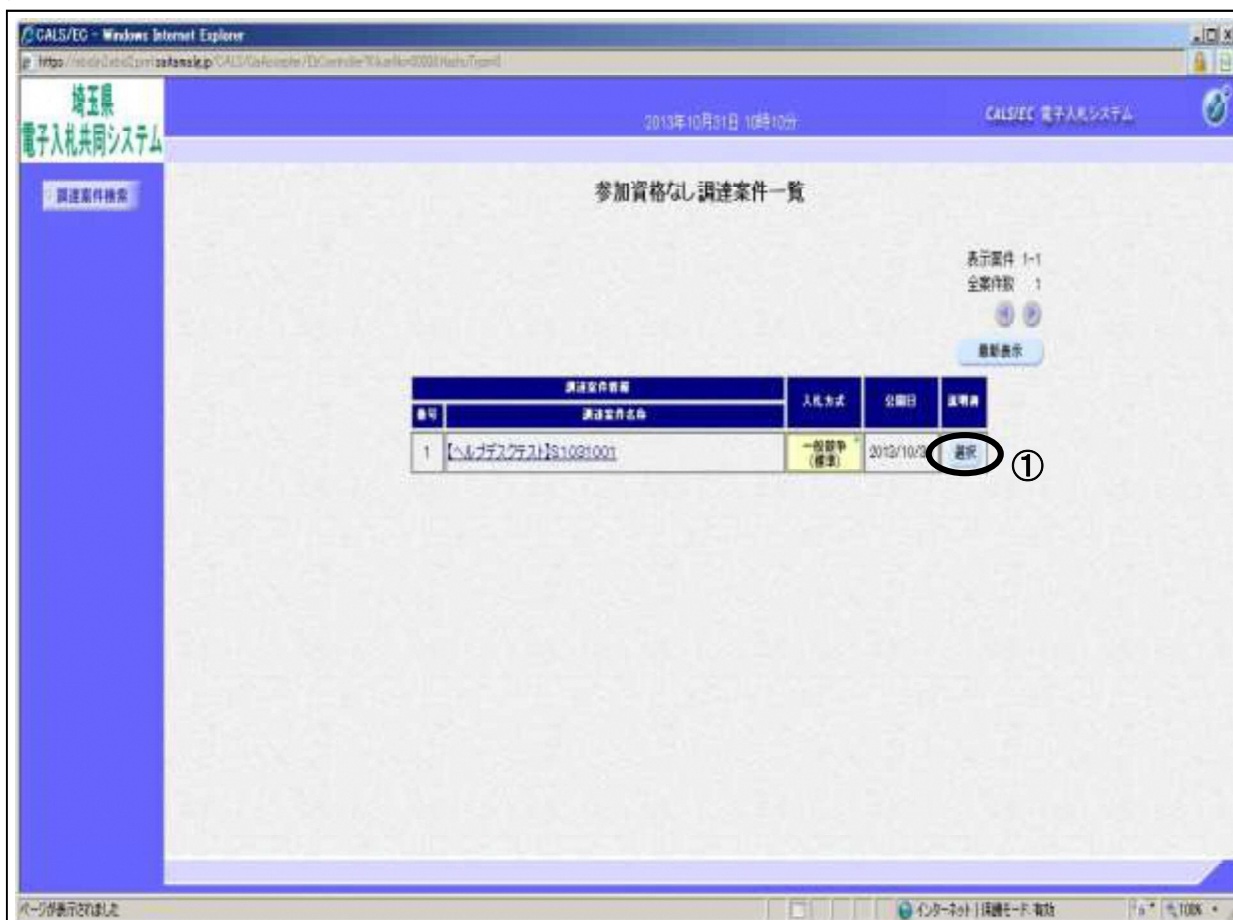 CALS/EC - Windows Internet Explorer
埼玉県
電子入札共同システム
2013年10月31日 10時10分
CALS/EC 電子入札システム
調達案件検索
参加資格なし調達案件一覧
表示案件 1-1
全案件数 1
最新表示
調達案件情報
番号 調達案件名称 入札方式 公開日 説明書
1 【ヘルプデスクテスト】S1031001 一般競争 2013/10/3 選択 ①
(標準)
ページが表示されました
インターネット | 保護モード: 有効
100%